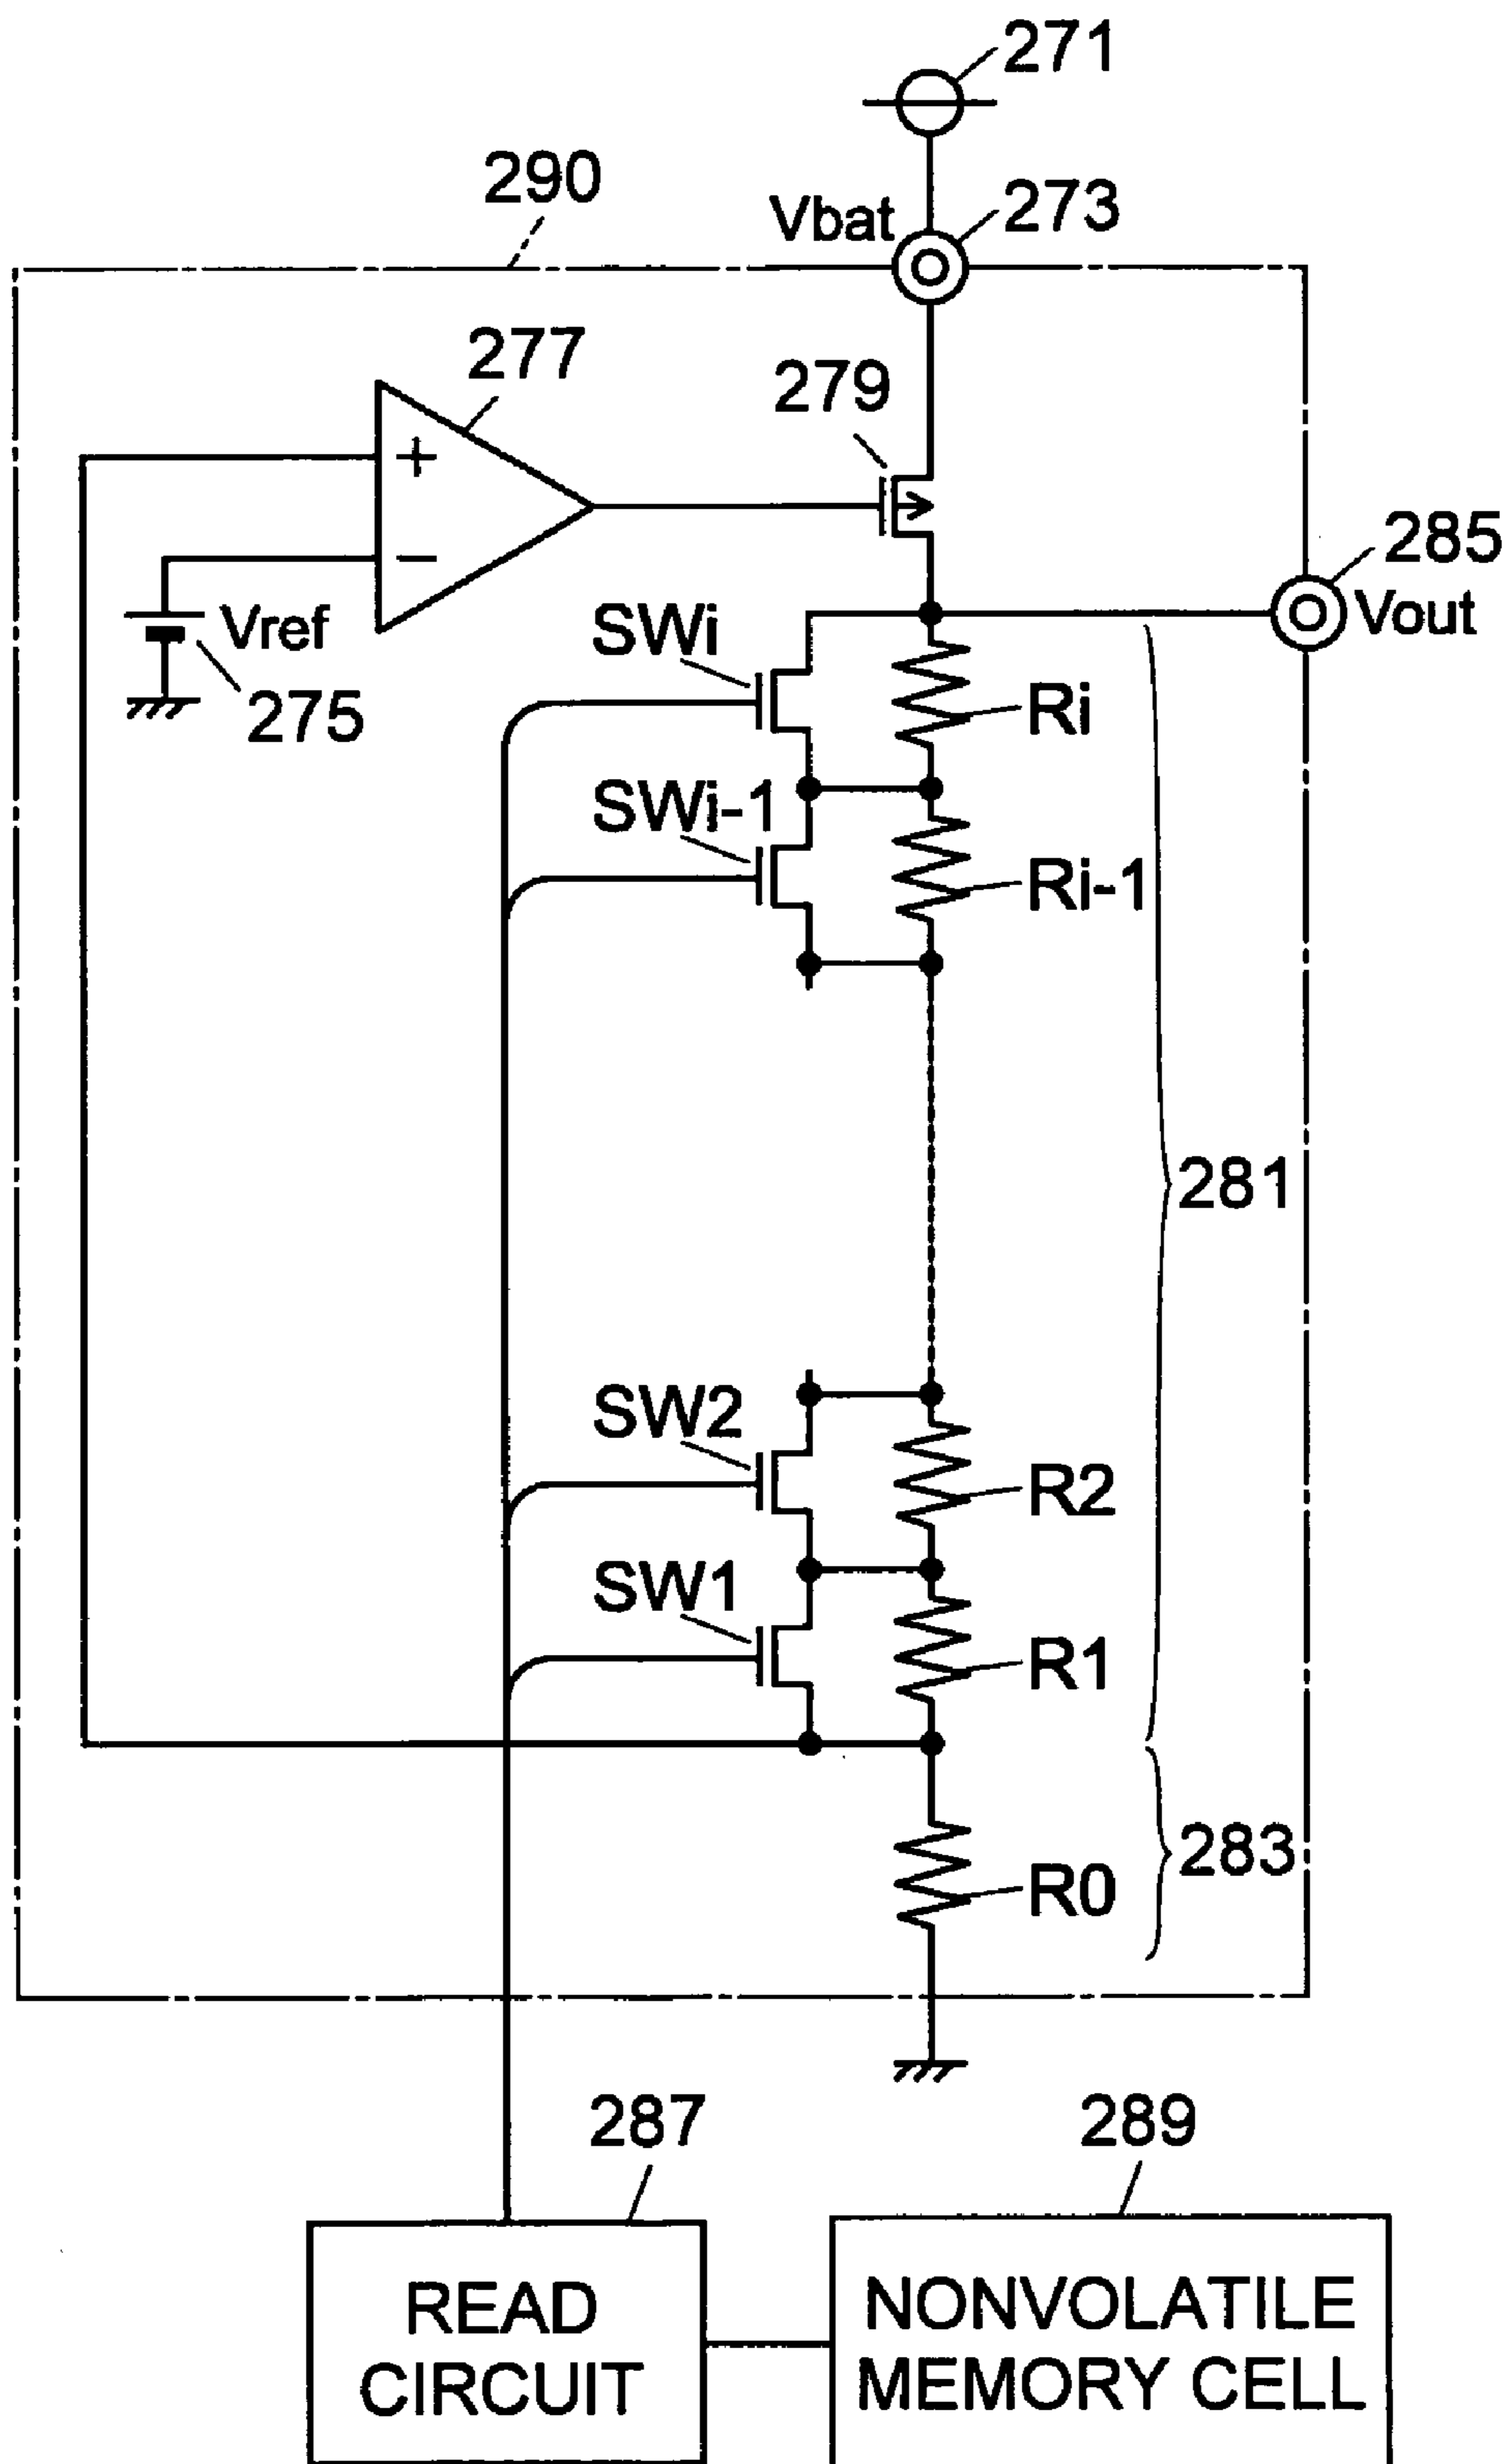 271
290
Vbat
273
277
279
+
−
285
Vout
Vref
275
SWi
Ri
SWi-1
Ri-1
281
SW2
R2
SW1
R1
283
R0
287
289
READ
CIRCUIT
NONVOLATILE
MEMORY CELL